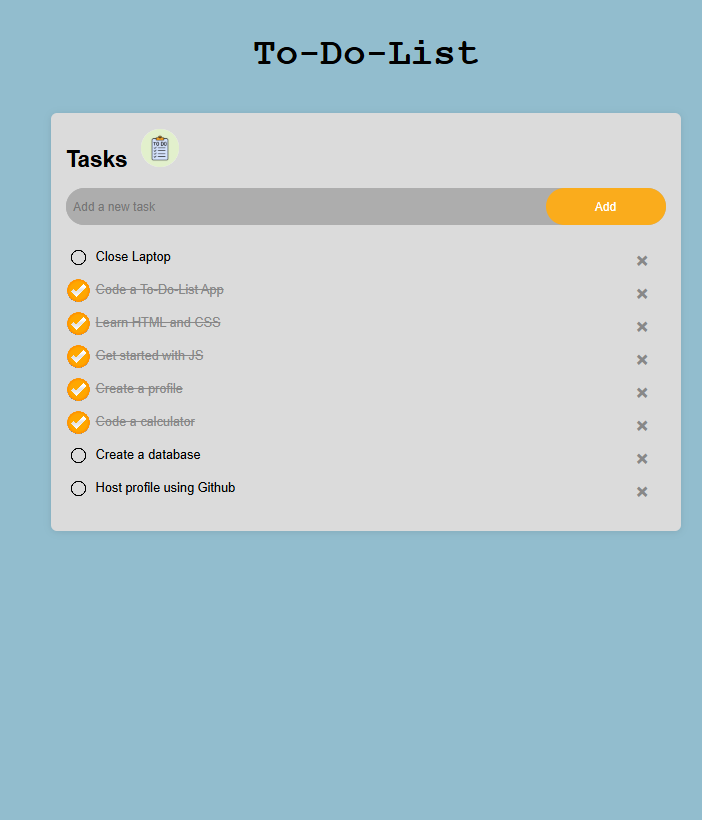 To-Do-List
Tasks
TO DO
Add a new task
Add
Close Laptop
Code a To-Do-List App
Learn HTML and CSS
Get started with JS
Create a profile
Code a calculator
Create a database
Host profile using Github